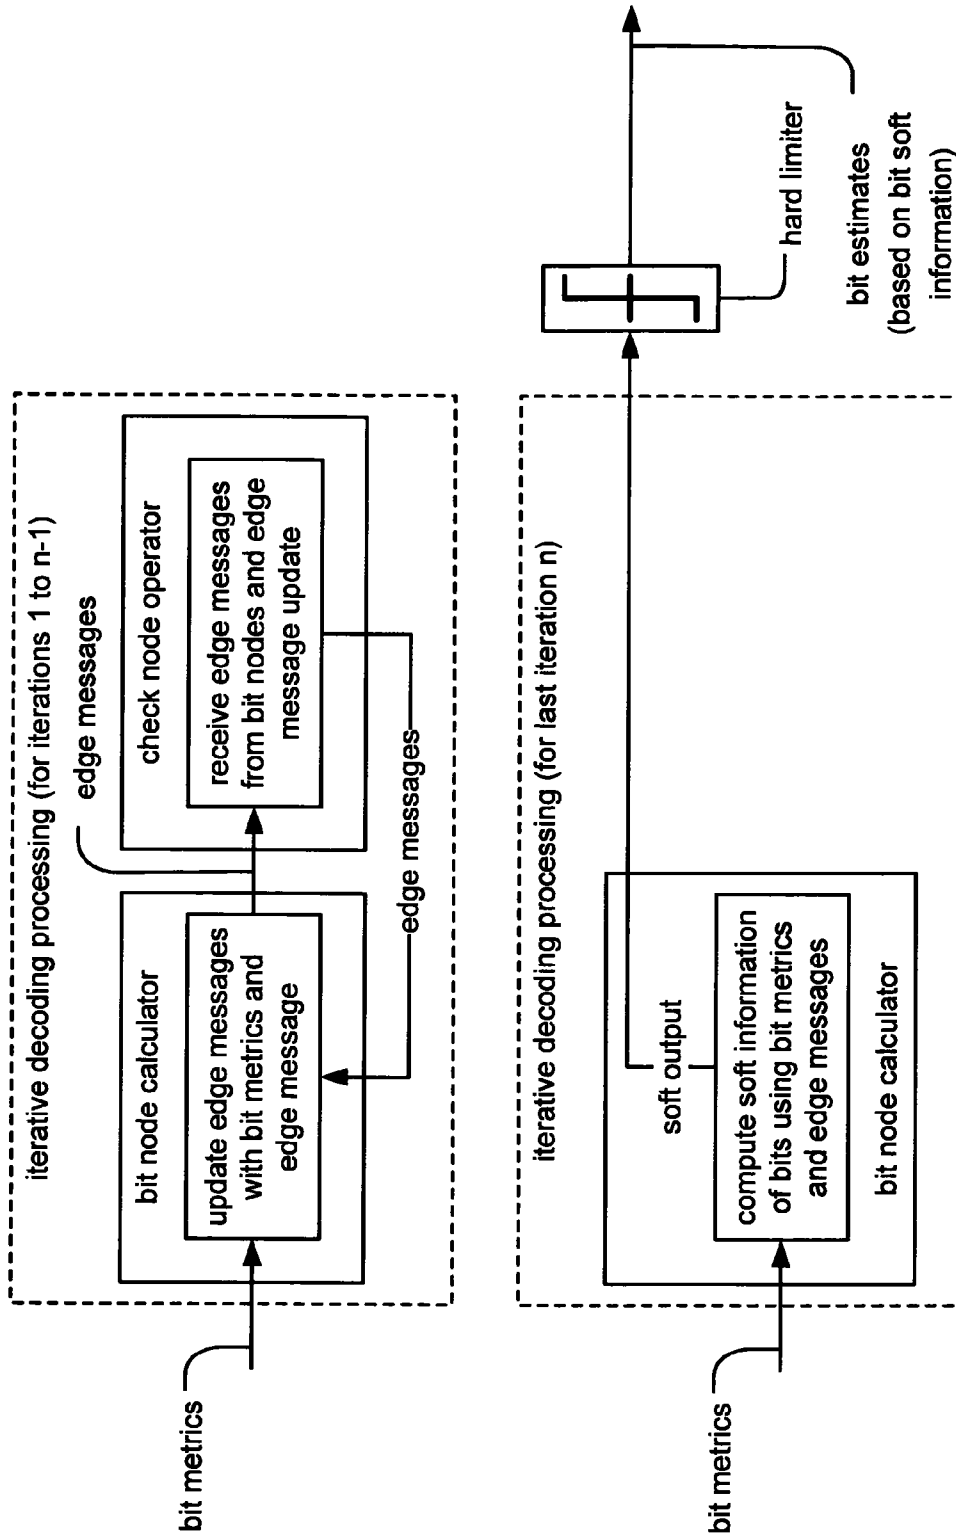 iterative decoding processing (for iterations 1 to n-1)
edge messages
bit node calculator
check node operator
update edge messages
with bit metrics and
edge message
receive edge messages
from bit nodes and edge
message update
edge messages
bit metrics
iterative decoding processing (for last iteration n)
soft output
compute soft information
of bits using bit metrics
and edge messages
bit node calculator
bit metrics
hard limiter
bit estimates
(based on bit soft
information)